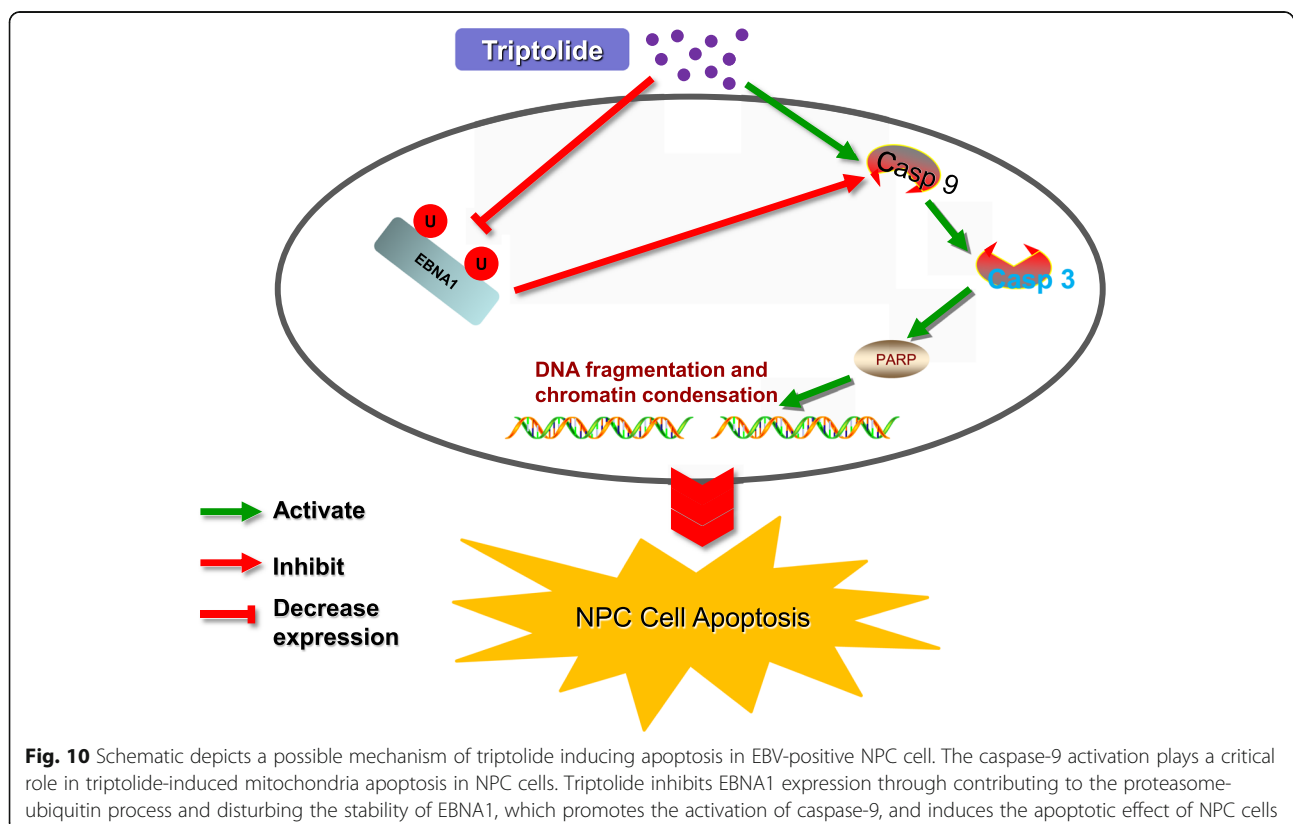 Triptolide
Casp 9
U
U
EBNA1
Casp 3
PARP
DNA fragmentation and
chromatin condensation
Activate
Inhibit
Decrease
expression
NPC Cell Apoptosis
Fig. 10 Schematic depicts a possible mechanism of triptolide inducing apoptosis in EBV-positive NPC cell. The caspase-9 activation plays a critical
role in triptolide-induced mitochondria apoptosis in NPC cells. Triptolide inhibits EBNA1 expression through contributing to the proteasome-
ubiquitin process and disturbing the stability of EBNA1, which promotes the activation of caspase-9, and induces the apoptotic effect of NPC cells